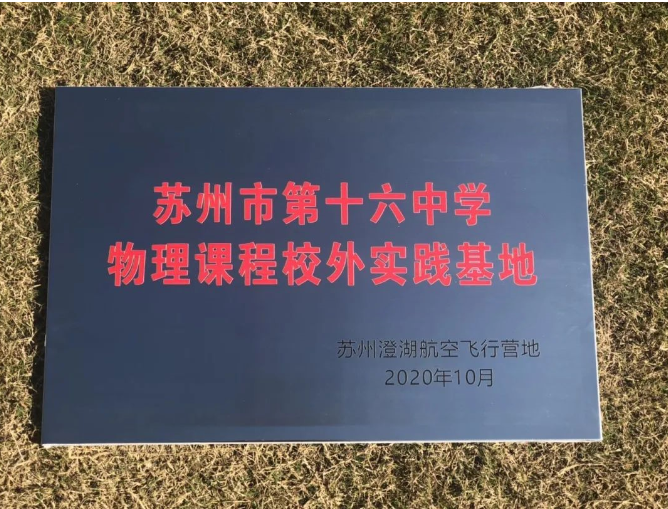 苏州市第十六中学
物理课程校外实践基地
苏州澄湖航空飞行营地
2020年10月